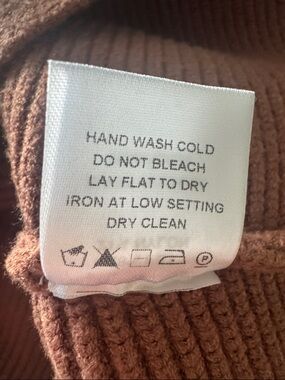 HAND WASH COLD
DO NOT BLEACH
LAY FLAT TO DRY
IRON AT LOW SETTING
DRY CLEAN
P